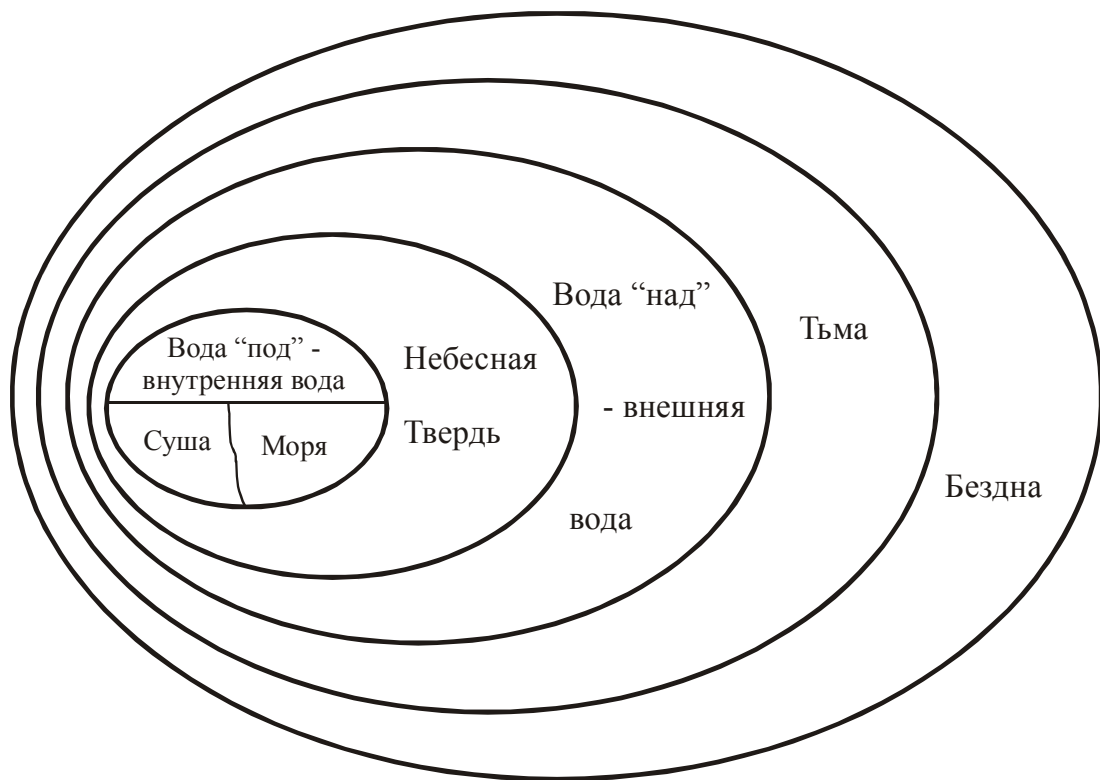 Вода “под” -
внутренняя вода
Суша
Моря
Небесная
Твердь
Вода “над”
- внешняя
вода
Тьма
Бездна